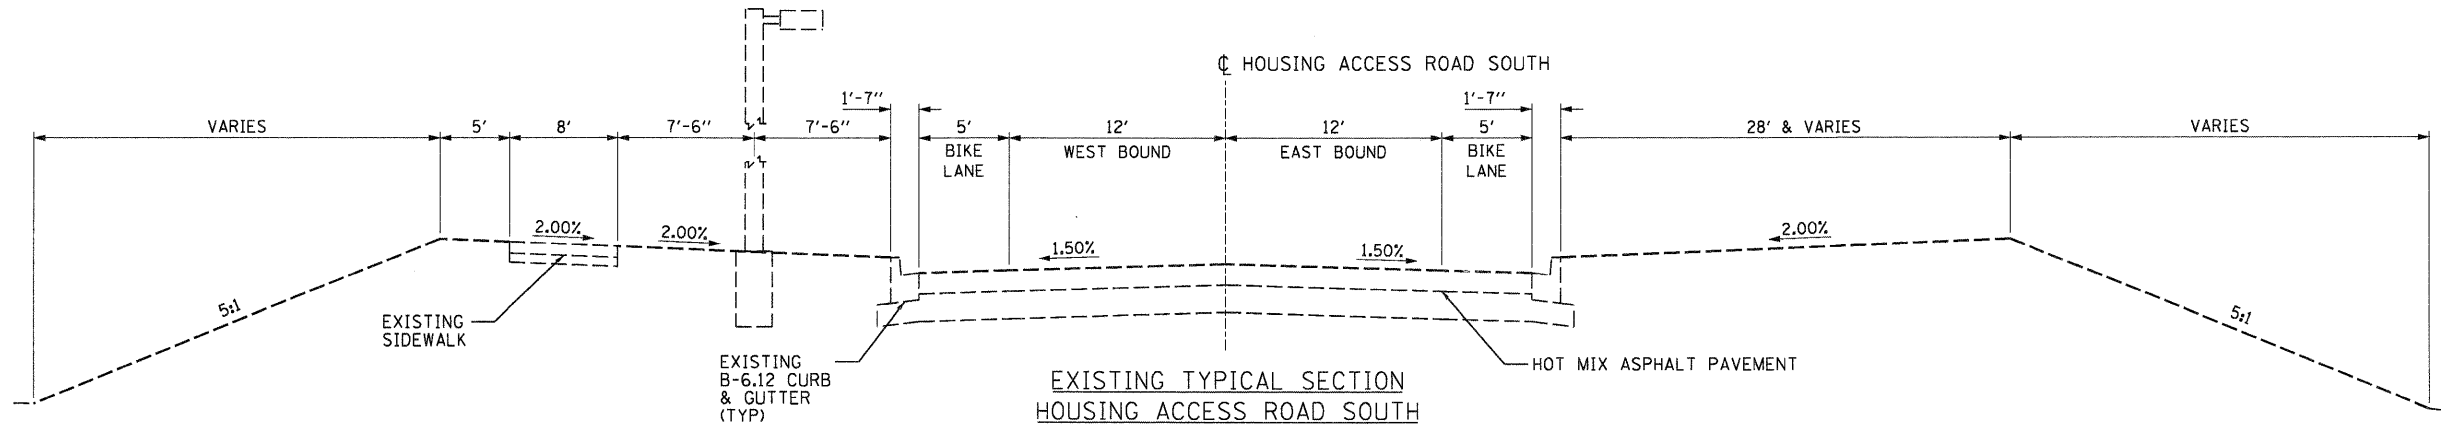 ℄ HOUSING ACCESS ROAD SOUTH
1'-7"
1'-7"
VARIES
5'
8'
7'-6"
7'-6"
5'
BIKE
LANE
12'
WEST BOUND
12'
EAST BOUND
5'
BIKE
LANE
28' & VARIES
VARIES
2.00%
2.00%
1.50%
1.50%
2.00%
5:1
5:1
EXISTING
SIDEWALK
EXISTING
B-6.12 CURB
& GUTTER
(TYP)
HOT MIX ASPHALT PAVEMENT
EXISTING TYPICAL SECTION
HOUSING ACCESS ROAD SOUTH